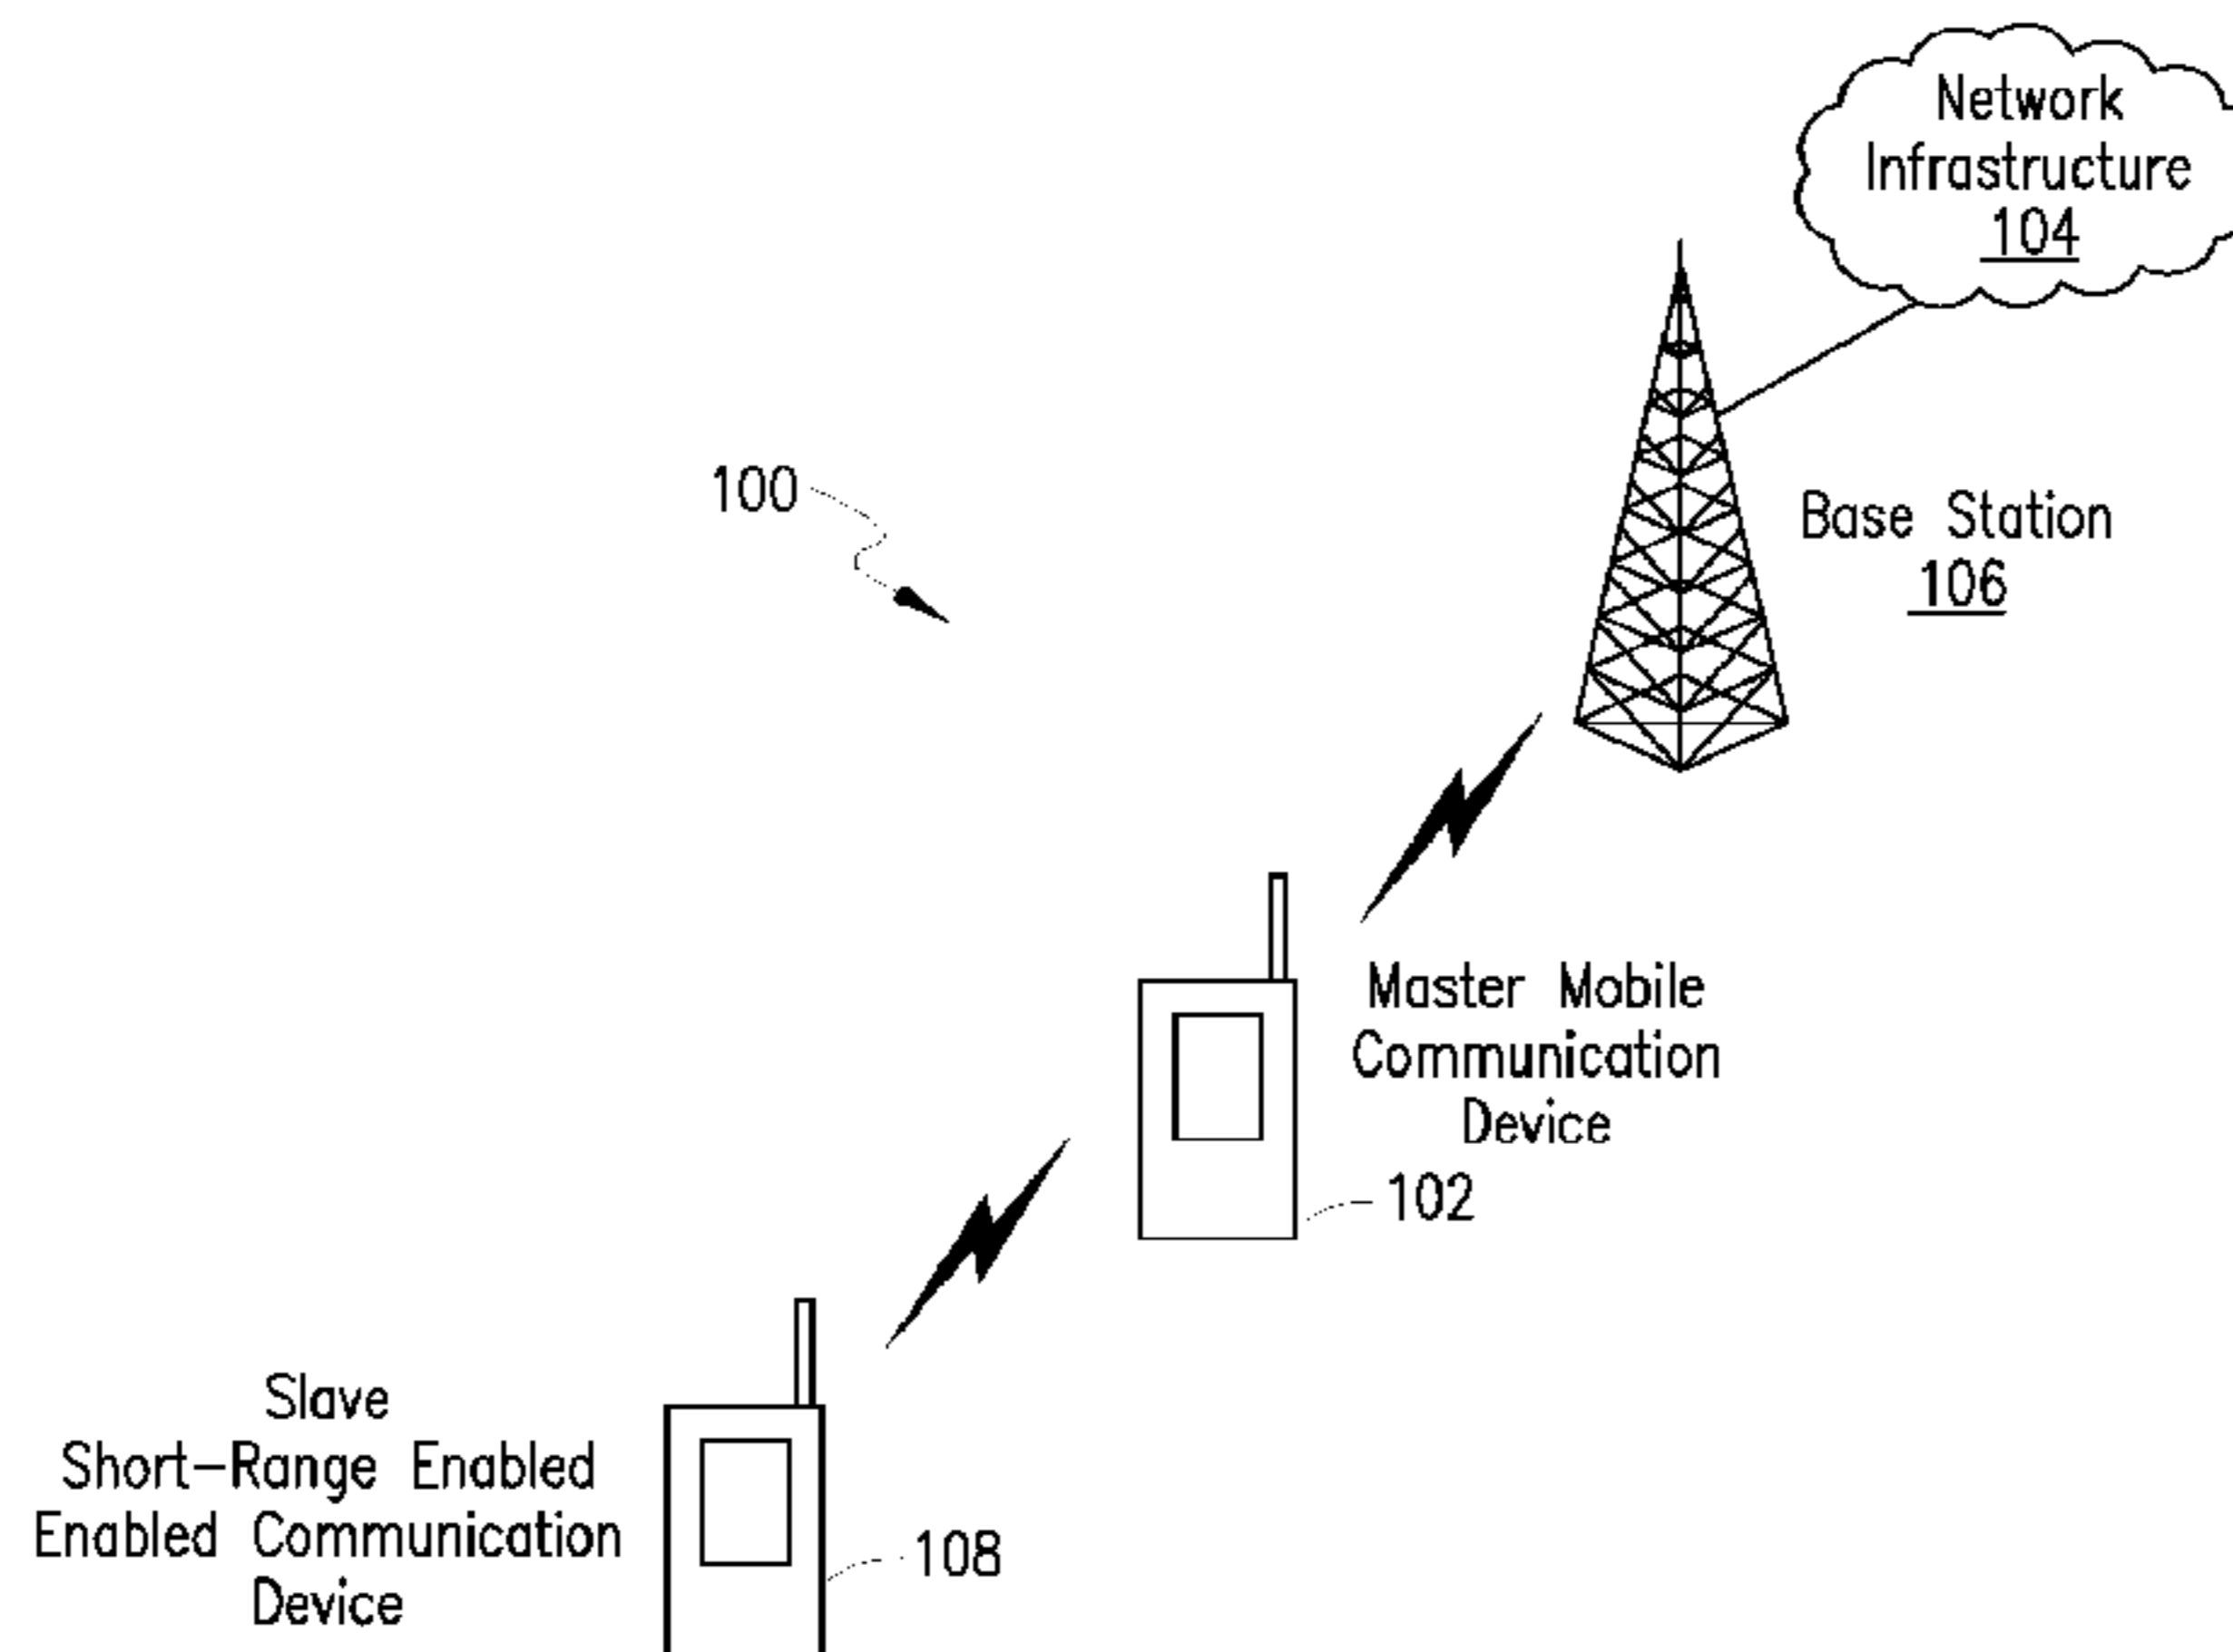 Network
Infrastructure
104
100
Base Station
106
Master Mobile
Communication
Device
102
Slave
Short-Range Enabled
Enabled Communication
Device
108